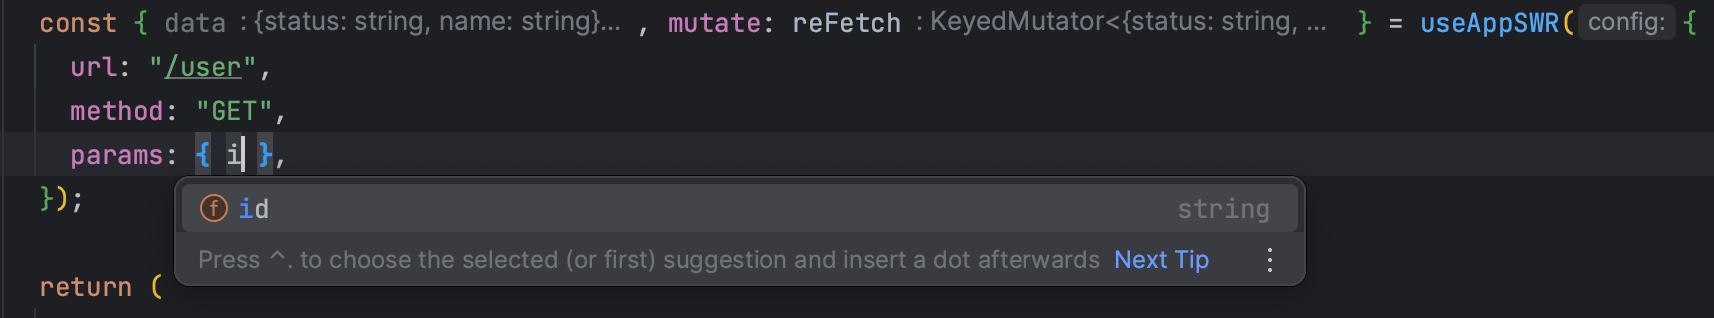 const { data : {status: string, name: string}... , mutate: reFetch : KeyedMutator<{status: string, ... } = useAppSWR( config: {
url: "/user",
method: "GET",
params: { i },
});
f id string
Press ^. to choose the selected (or first) suggestion and insert a dot afterwards Next Tip
return (